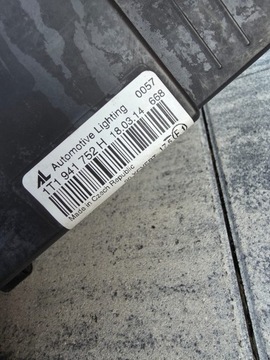 AL Automotive Lighting 0057
1T1 941 752 H 18.03.14 668
Made in Czech Republic